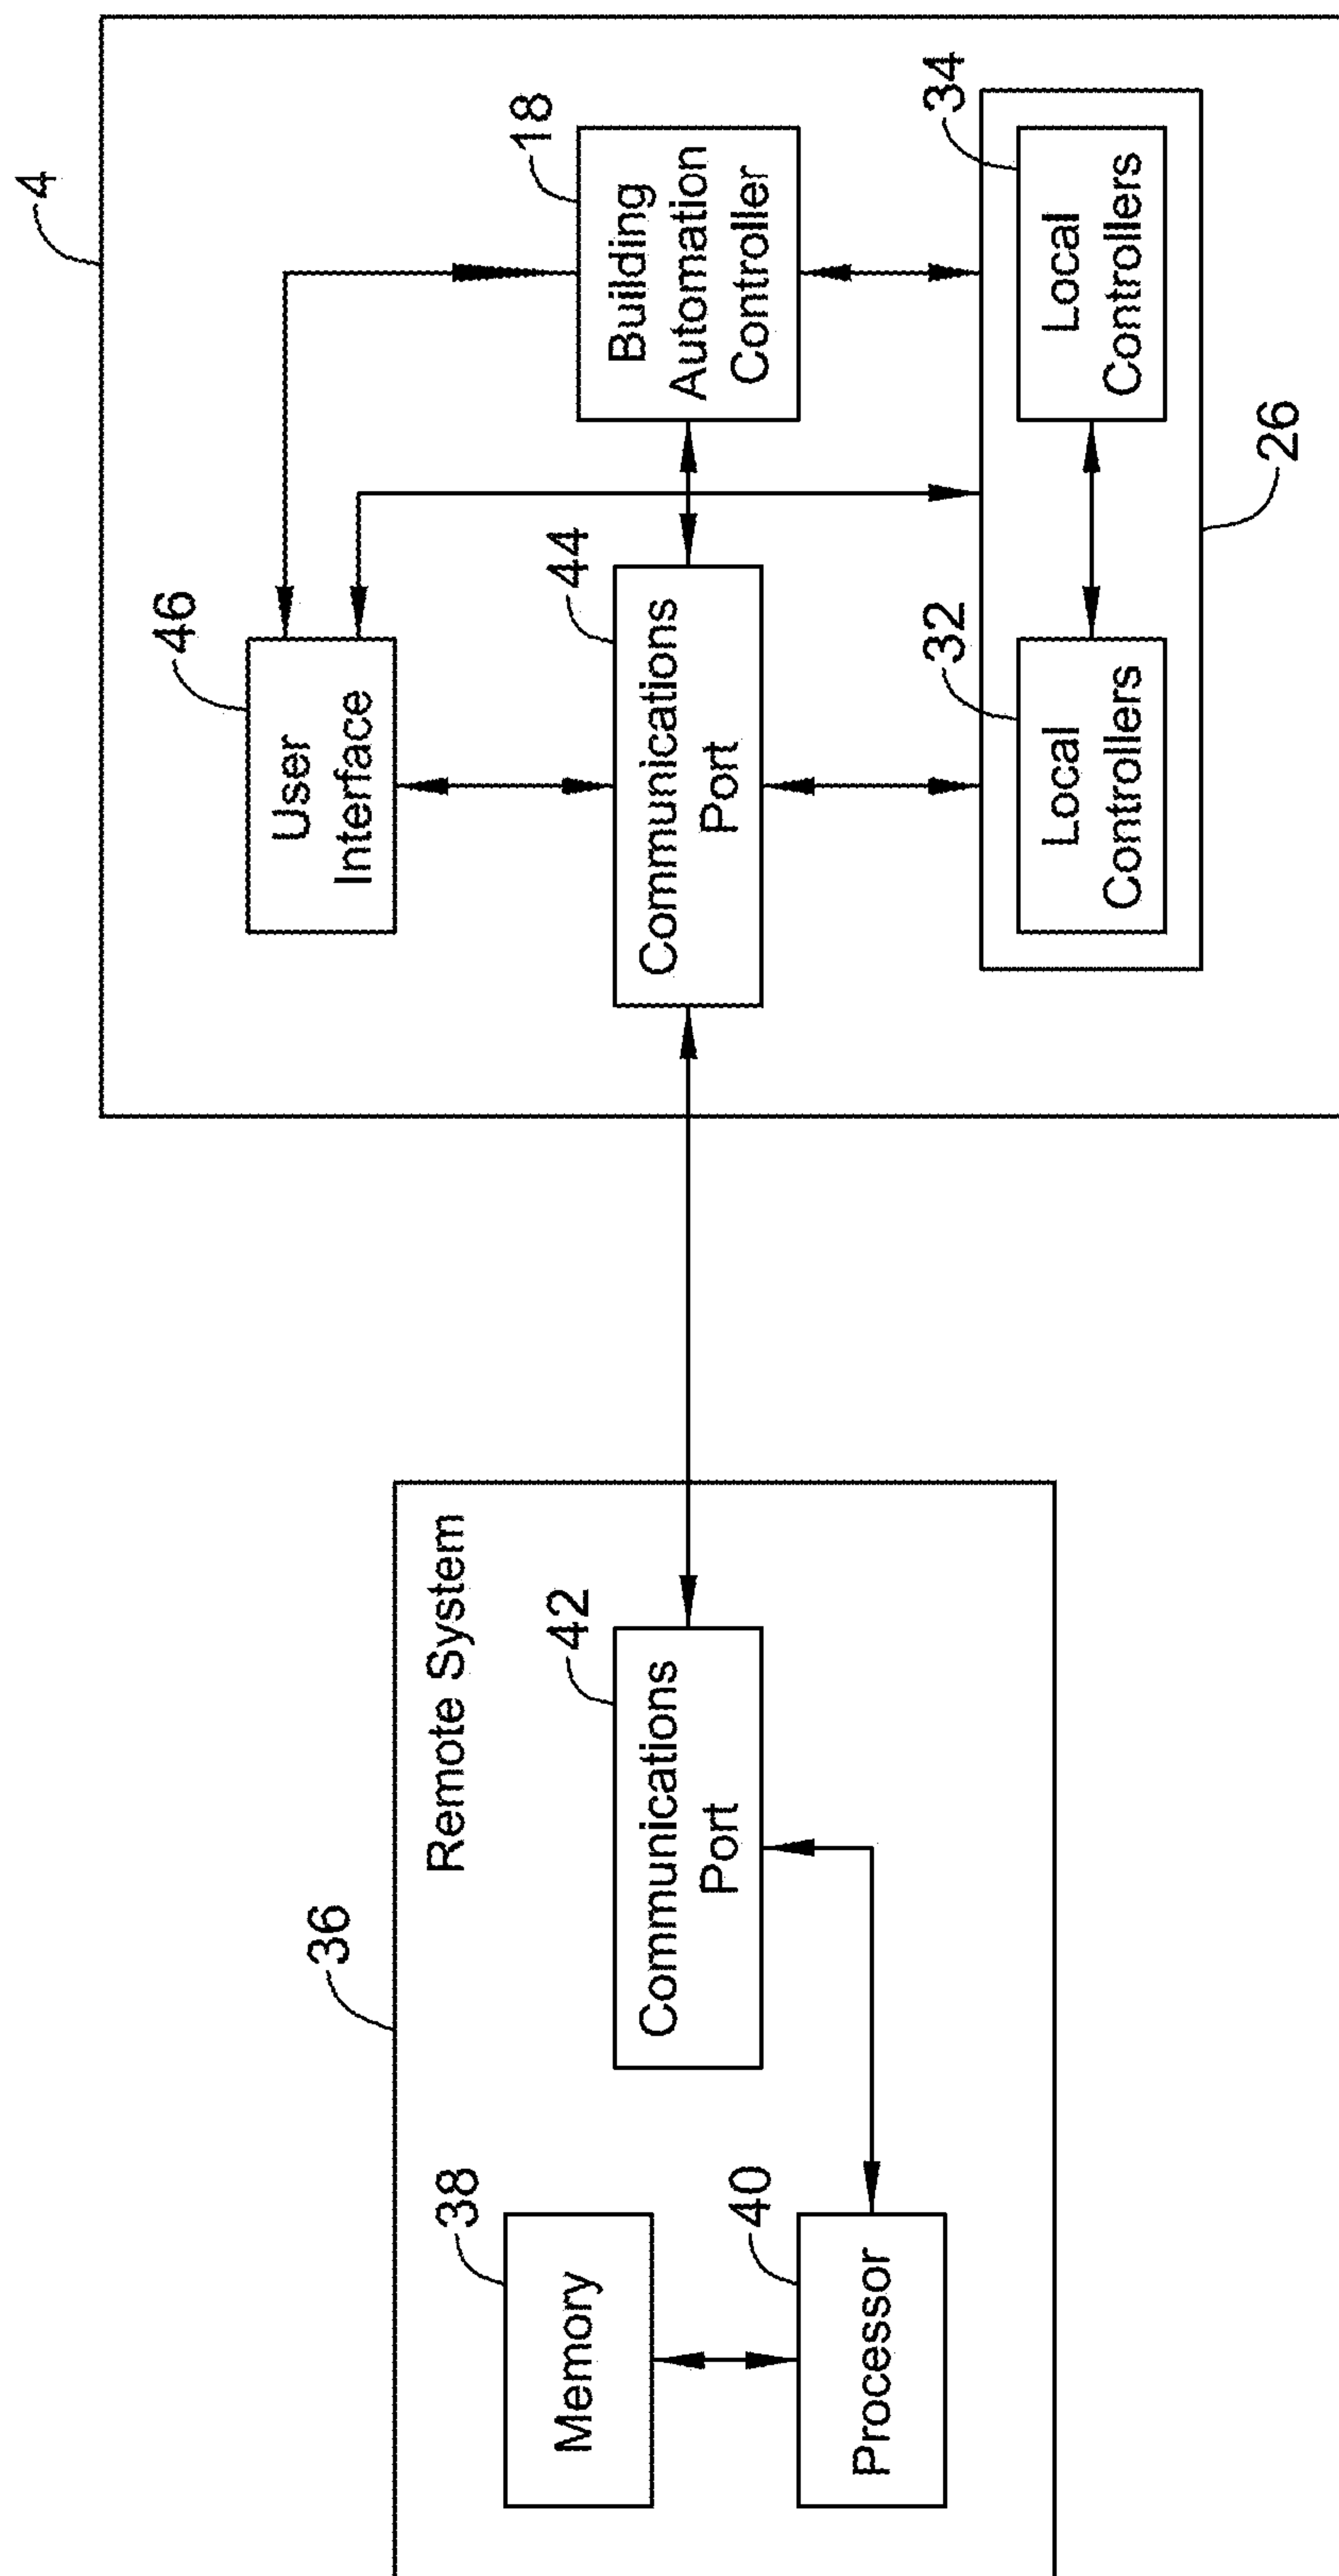 36
Remote System
38
Memory
40
Processor
42
Communications
Port
4
46
User
Interface
44
Communications
Port
18
Building
Automation
Controller
32
Local
Controllers
34
Local
Controllers
26